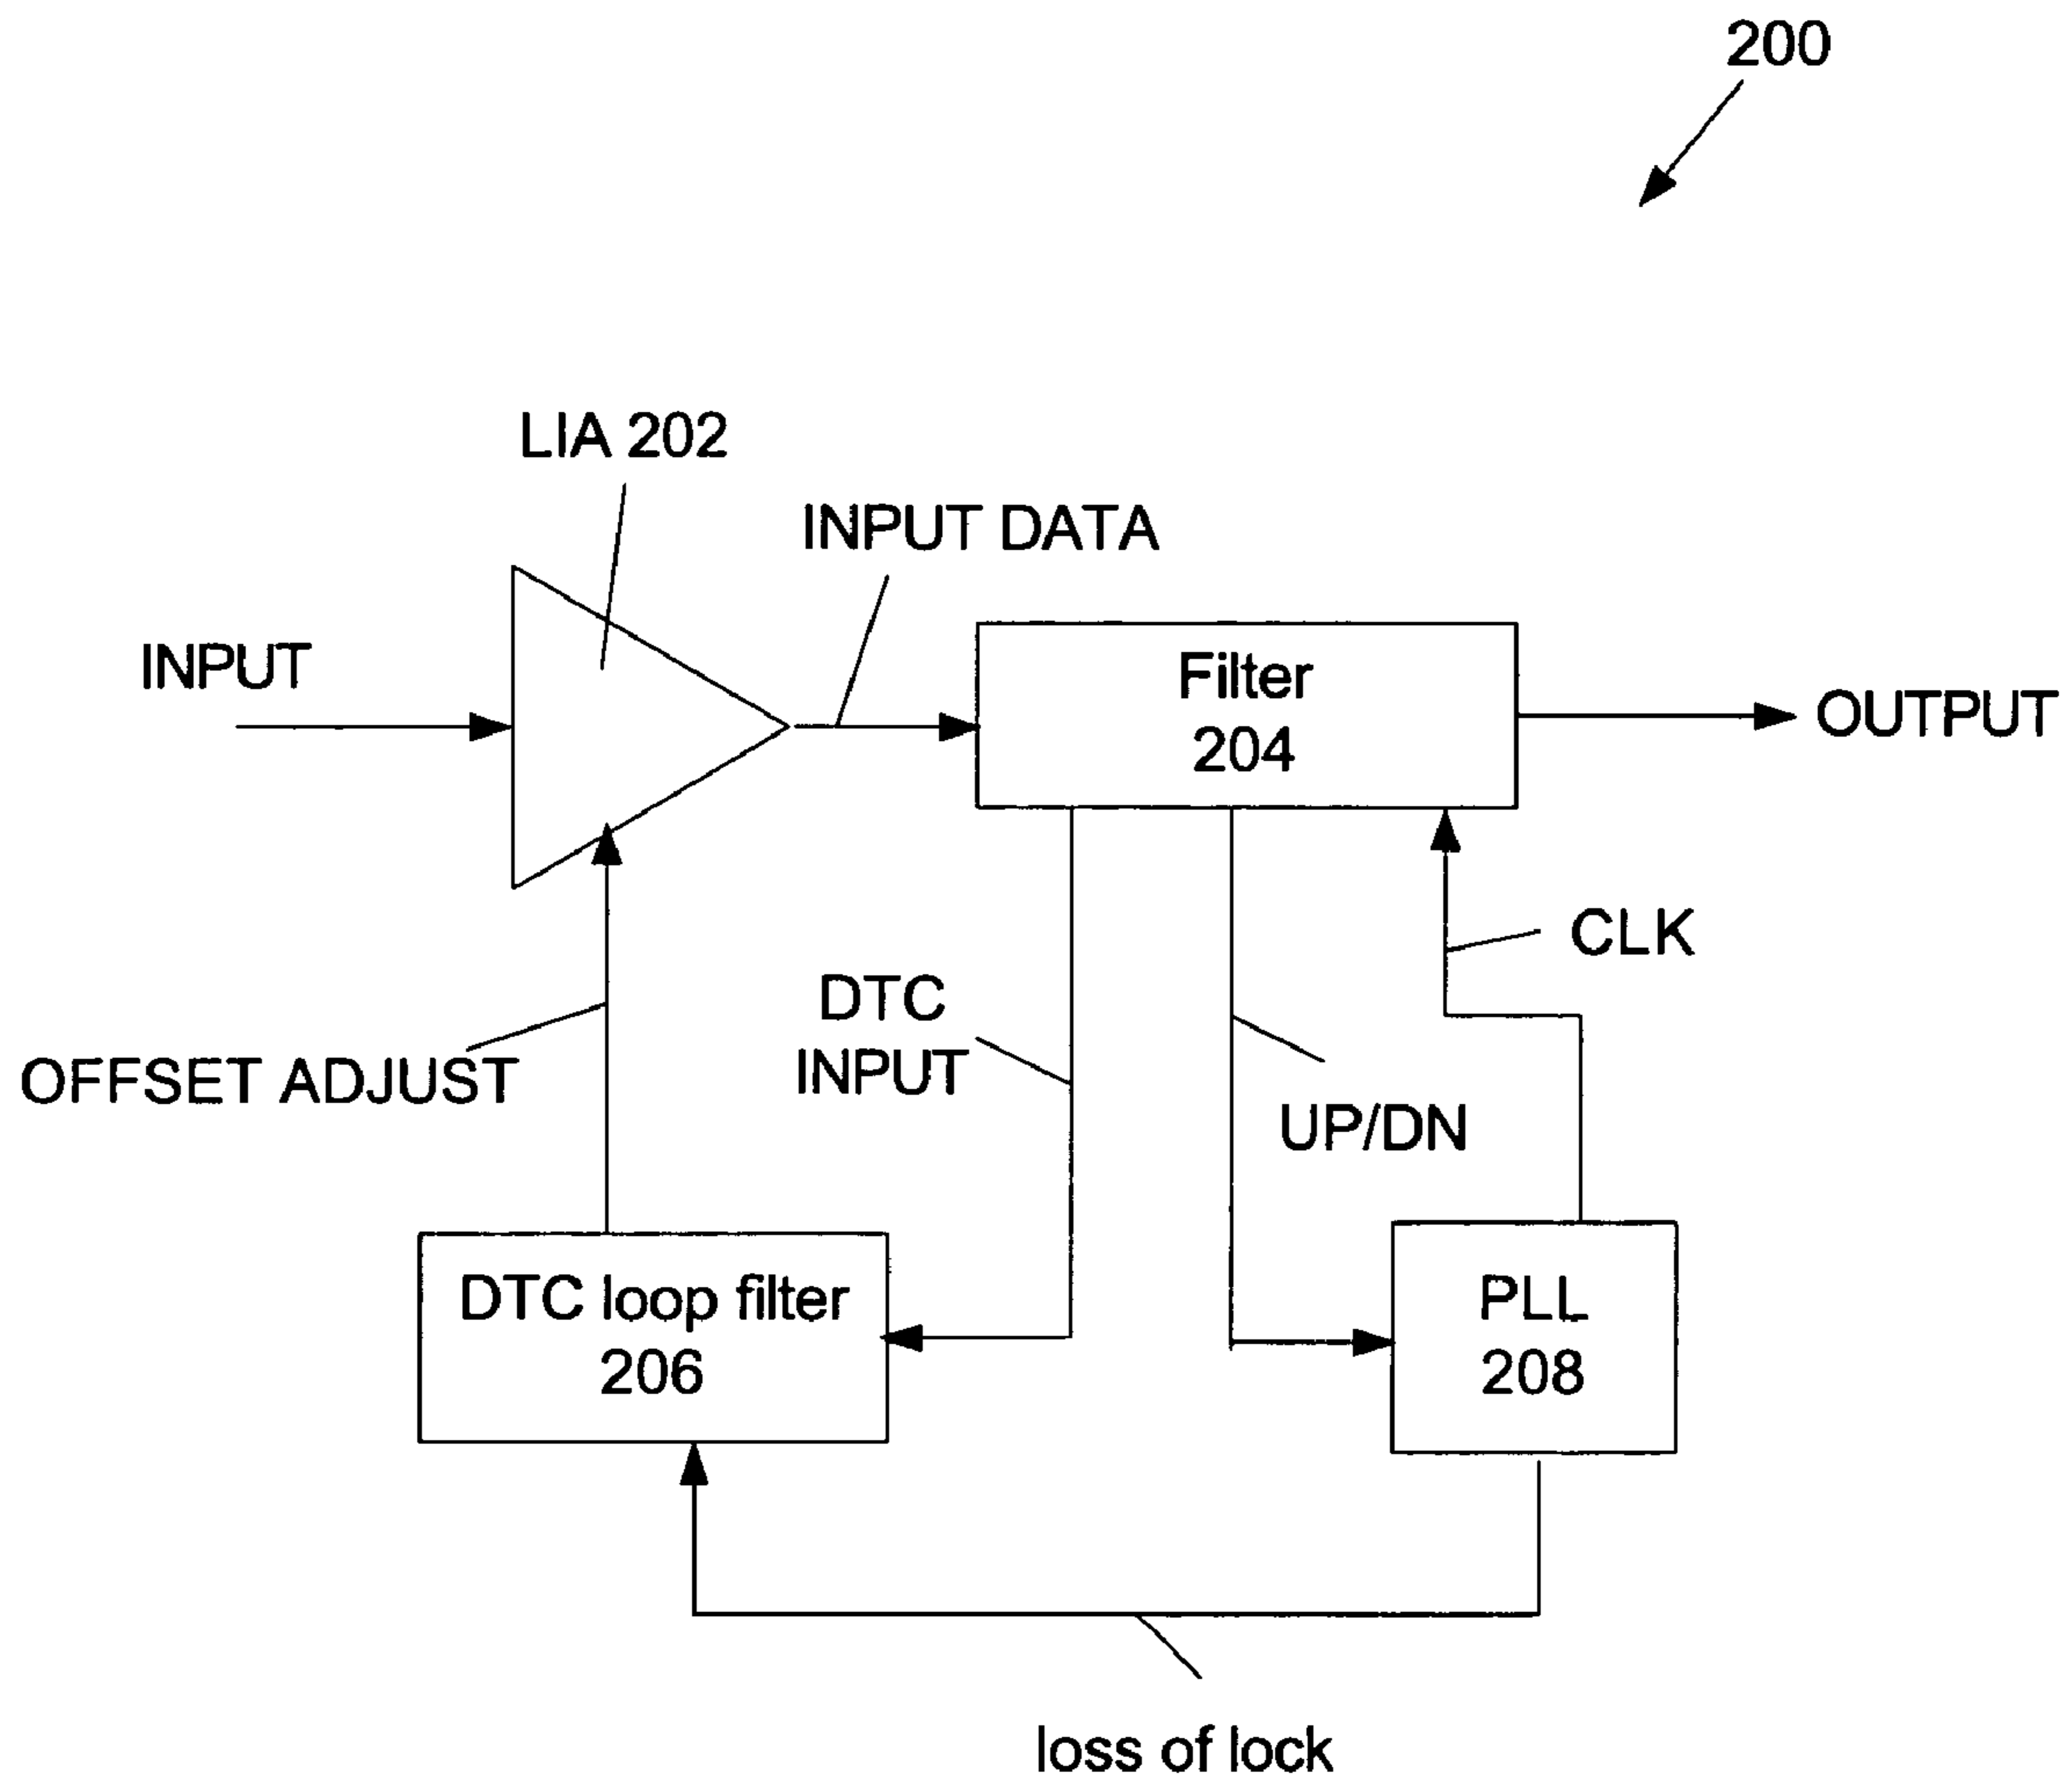 200
LIA 202
INPUT DATA
INPUT
Filter
204
OUTPUT
CLK
DTC
INPUT
OFFSET ADJUST
UP/DN
DTC loop filter
206
PLL
208
loss of lock